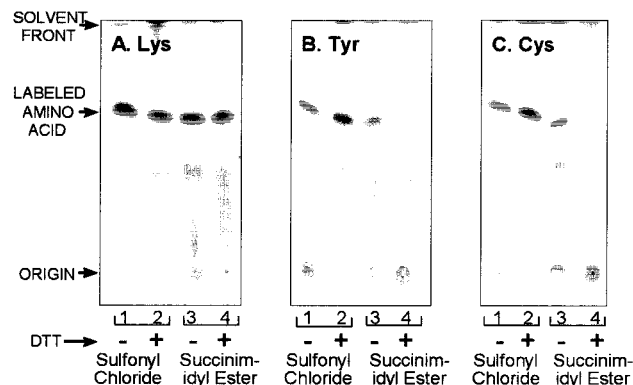 SOLVENT
FRONT
A. Lys
B. Tyr
C. Cys
LABELED
AMINO
ACID
ORIGIN
1 2 3 4
1 2 3 4
1 2 3 4
DTT - + - +
- + - +
- + - +
Sulfonyl Chloride
Succinim-idyl Ester
Sulfonyl Chloride
Succinim-idyl Ester
Sulfonyl Chloride
Succinim-idyl Ester